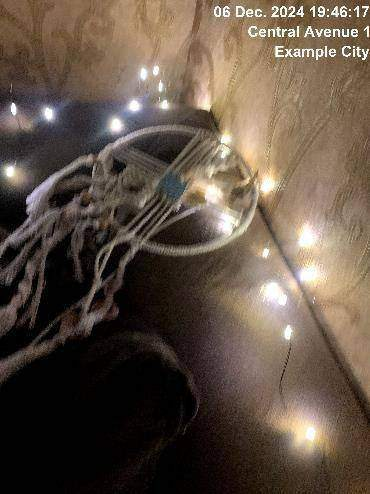 06 Dec. 2024 19:46:17
Central Avenue 1
Example City